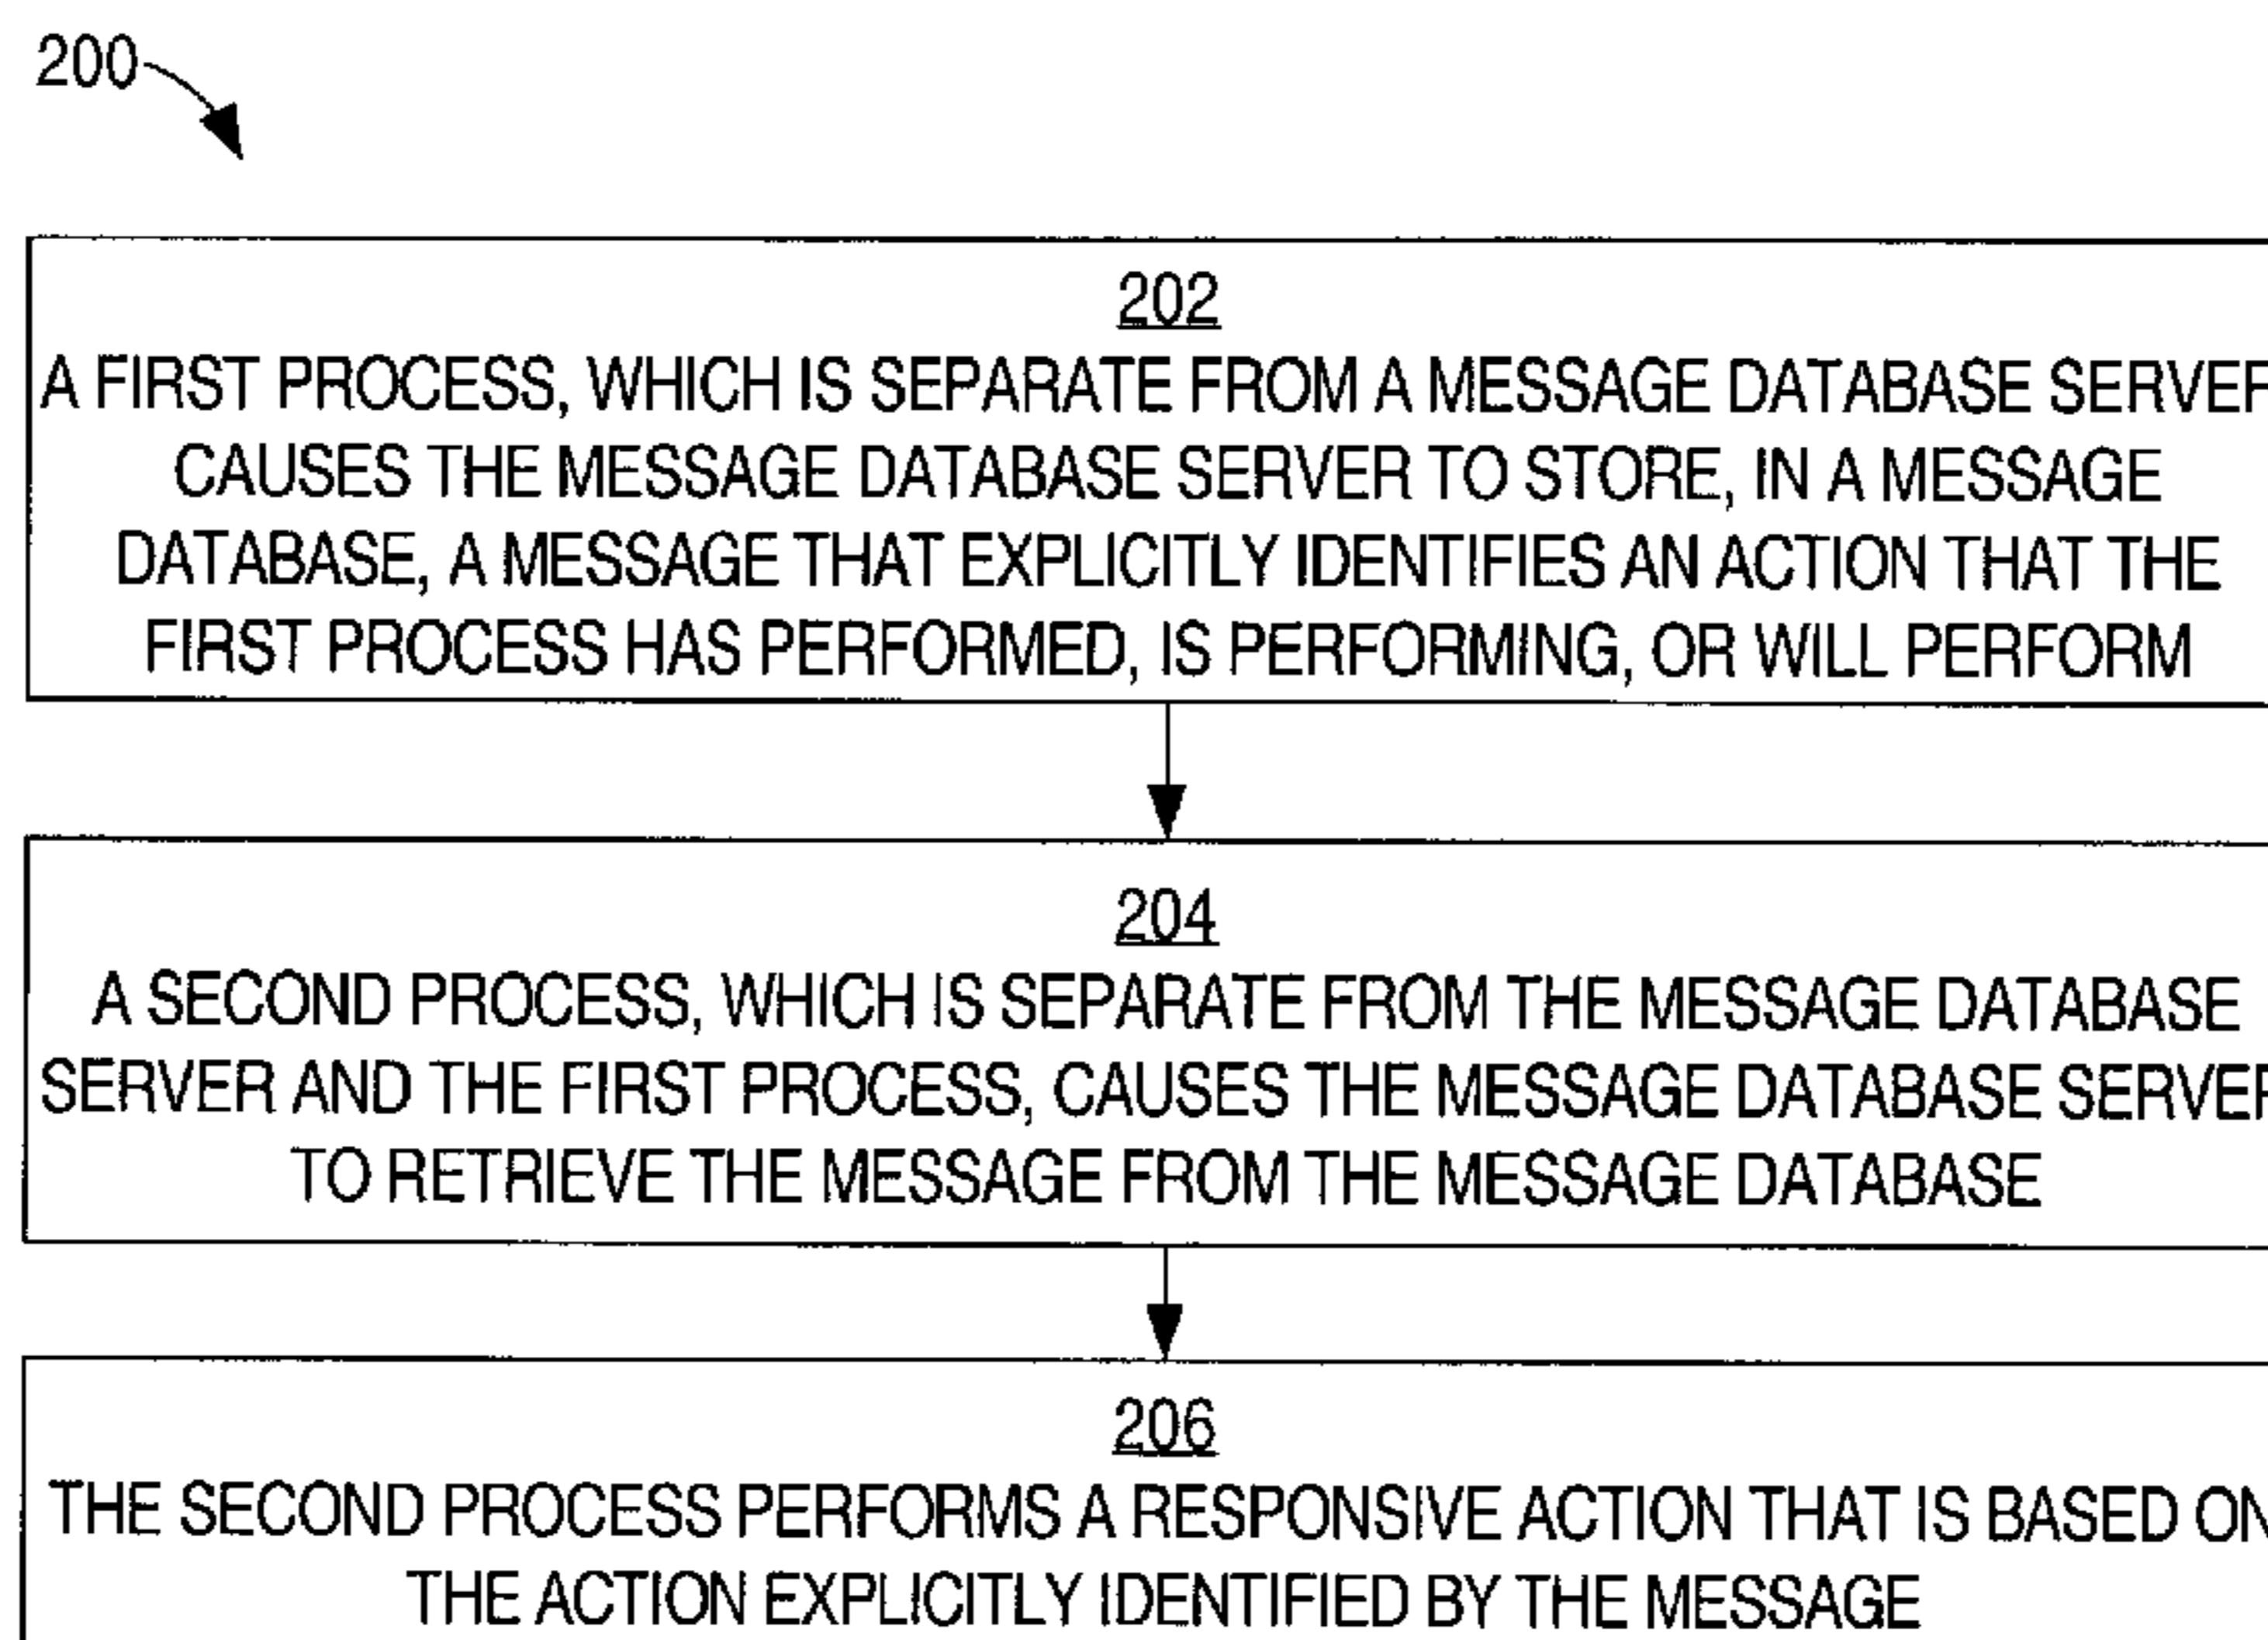 200
202
A FIRST PROCESS, WHICH IS SEPARATE FROM A MESSAGE DATABASE SERVER
CAUSES THE MESSAGE DATABASE SERVER TO STORE, IN A MESSAGE
DATABASE, A MESSAGE THAT EXPLICITLY IDENTIFIES AN ACTION THAT THE
FIRST PROCESS HAS PERFORMED, IS PERFORMING, OR WILL PERFORM
204
A SECOND PROCESS, WHICH IS SEPARATE FROM THE MESSAGE DATABASE
SERVER AND THE FIRST PROCESS, CAUSES THE MESSAGE DATABASE SERVER
TO RETRIEVE THE MESSAGE FROM THE MESSAGE DATABASE
206
THE SECOND PROCESS PERFORMS A RESPONSIVE ACTION THAT IS BASED ON
THE ACTION EXPLICITLY IDENTIFIED BY THE MESSAGE